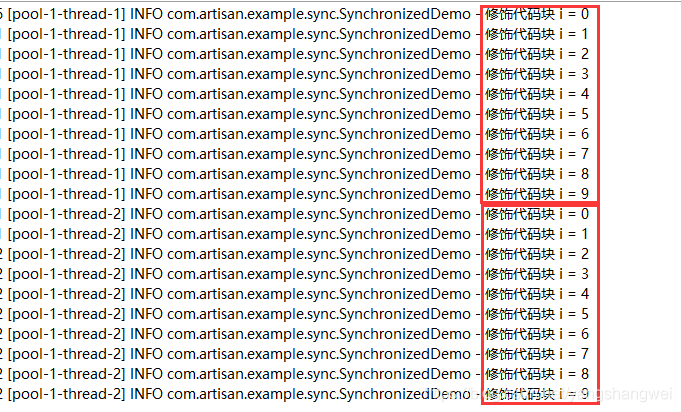 5 [pool-1-thread-1] INFO com.artisan.example.sync.SynchronizedDemo - 修饰代码块 i = 0
1 [pool-1-thread-1] INFO com.artisan.example.sync.SynchronizedDemo - 修饰代码块 i = 1
1 [pool-1-thread-1] INFO com.artisan.example.sync.SynchronizedDemo - 修饰代码块 i = 2
1 [pool-1-thread-1] INFO com.artisan.example.sync.SynchronizedDemo - 修饰代码块 i = 3
1 [pool-1-thread-1] INFO com.artisan.example.sync.SynchronizedDemo - 修饰代码块 i = 4
1 [pool-1-thread-1] INFO com.artisan.example.sync.SynchronizedDemo - 修饰代码块 i = 5
1 [pool-1-thread-1] INFO com.artisan.example.sync.SynchronizedDemo - 修饰代码块 i = 6
1 [pool-1-thread-1] INFO com.artisan.example.sync.SynchronizedDemo - 修饰代码块 i = 7
1 [pool-1-thread-1] INFO com.artisan.example.sync.SynchronizedDemo - 修饰代码块 i = 8
1 [pool-1-thread-1] INFO com.artisan.example.sync.SynchronizedDemo - 修饰代码块 i = 9
1 [pool-1-thread-2] INFO com.artisan.example.sync.SynchronizedDemo - 修饰代码块 i = 0
1 [pool-1-thread-2] INFO com.artisan.example.sync.SynchronizedDemo - 修饰代码块 i = 1
2 [pool-1-thread-2] INFO com.artisan.example.sync.SynchronizedDemo - 修饰代码块 i = 2
2 [pool-1-thread-2] INFO com.artisan.example.sync.SynchronizedDemo - 修饰代码块 i = 3
2 [pool-1-thread-2] INFO com.artisan.example.sync.SynchronizedDemo - 修饰代码块 i = 4
2 [pool-1-thread-2] INFO com.artisan.example.sync.SynchronizedDemo - 修饰代码块 i = 5
2 [pool-1-thread-2] INFO com.artisan.example.sync.SynchronizedDemo - 修饰代码块 i = 6
2 [pool-1-thread-2] INFO com.artisan.example.sync.SynchronizedDemo - 修饰代码块 i = 7
2 [pool-1-thread-2] INFO com.artisan.example.sync.SynchronizedDemo - 修饰代码块 i = 8
2 [pool-1-thread-2] INFO com.artisan.example.sync.SynchronizedDemo - 修饰代码块 i = 9